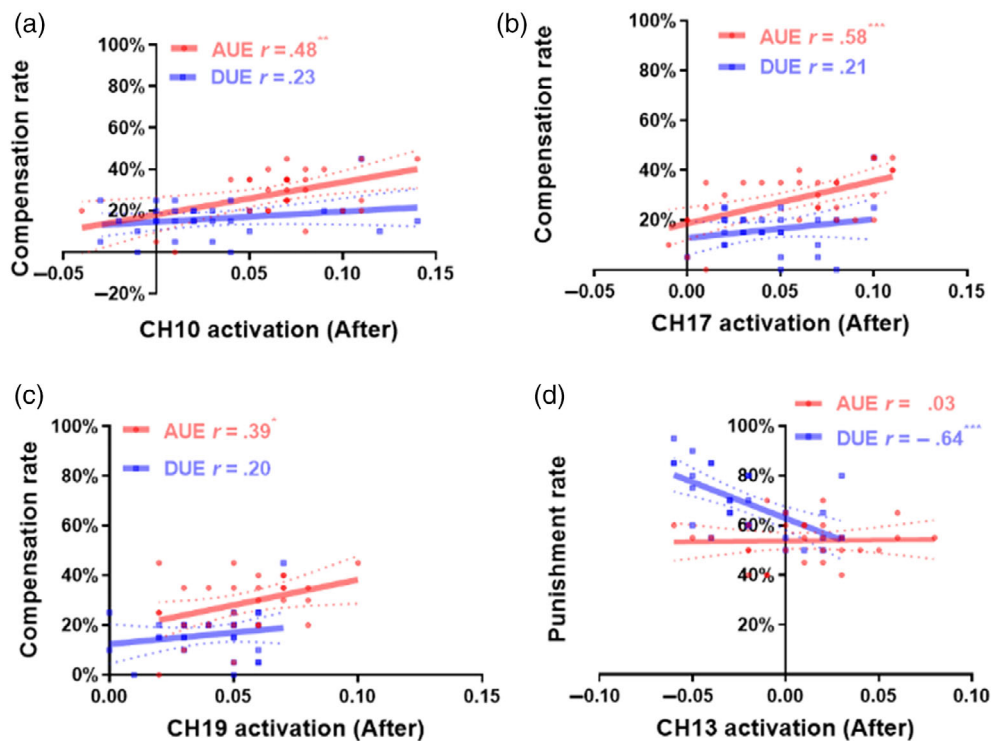 (a)
AUE r = .48**
DUE r = .23
Compensation rate
100%
80%
60%
40%
20%
−20%
−0.05
0.05
0.10
0.15
CH10 activation (After)
(b)
AUE r = .58***
DUE r = .21
Compensation rate
100%
80%
60%
40%
20%
−0.05
0.00
0.05
0.10
0.15
CH17 activation (After)
(c)
AUE r = .39*
DUE r = .20
Compensation rate
100%
80%
60%
40%
20%
0%
0.00
0.05
0.10
0.15
CH19 activation (After)
(d)
AUE r = .03
DUE r = − .64***
Punishment rate
100%
80%
60%
40%
20%
−0.10
−0.05
0.00
0.05
0.10
CH13 activation (After)